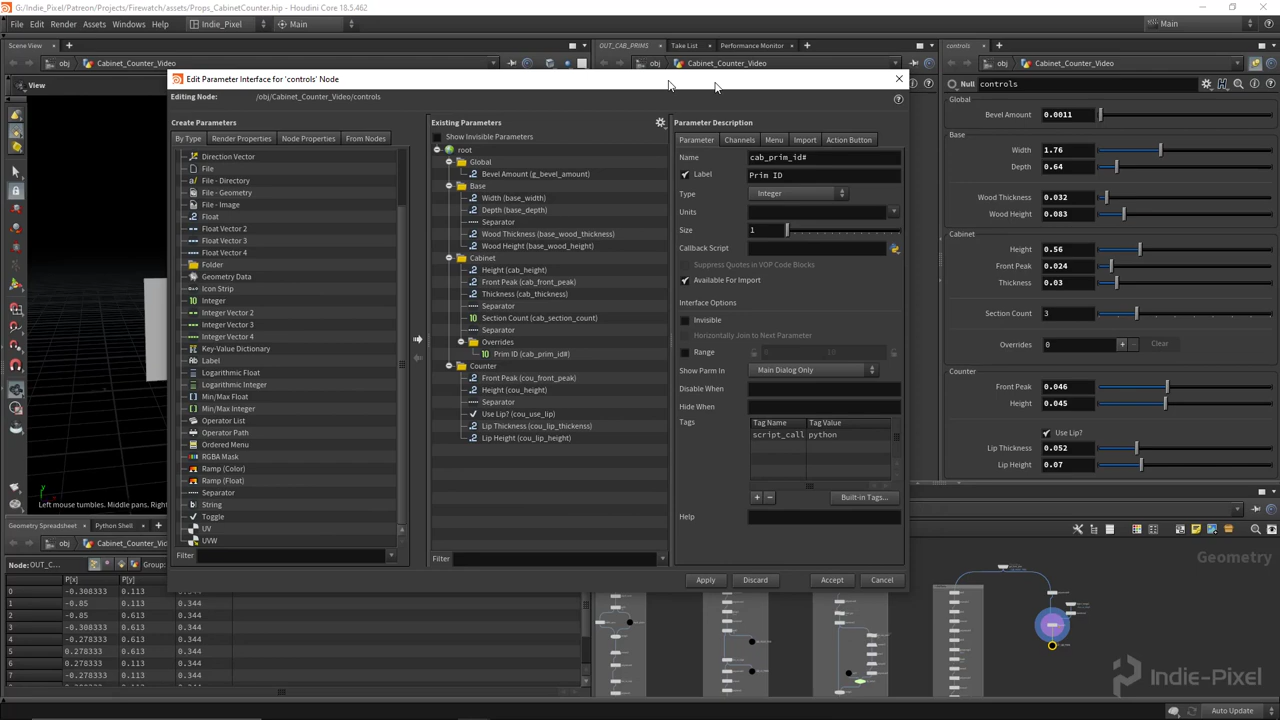 G:/Indie_Pixel/Patreon/Projects/Firewatch/assets/Props_CabinetCounter.hip - Houdini Core 18.5.462
File Edit Render Assets Windows Help Indie_Pixel Main Main
Scene View OUT_CAB_PRIMS Take List Performance Monitor controls
obj Cabinet_Counter_Video obj Cabinet_Counter_Video obj Cabinet_Counter_Video
View
Edit Parameter Interface for 'controls' Node
Editing Node: /obj/Cabinet_Counter_Video/controls
Create Parameters
By Type Render Properties Node Properties From Nodes
Direction Vector
File
File - Directory
File - Geometry
File - Image
Float
Float Vector 2
Float Vector 3
Float Vector 4
Folder
Geometry Data
Icon Strip
Integer
Integer Vector 2
Integer Vector 3
Integer Vector 4
Key-Value Dictionary
Label
Logarithmic Float
Logarithmic Integer
Min/Max Float
Min/Max Integer
Operator List
Operator Path
Ordered Menu
RGBA Mask
Ramp (Color)
Ramp (Float)
Separator
String
Toggle
UV
UVW
Filter
Existing Parameters
Show Invisible Parameters
root
Global
Bevel Amount (g_bevel_amount)
Base
Width (base_width)
Depth (base_depth)
Separator
Wood Thickness (base_wood_thickness)
Wood Height (base_wood_height)
Cabinet
Height (cab_height)
Front Peak (cab_front_peak)
Thickness (cab_thickness)
Separator
Section Count (cab_section_count)
Separator
Overrides
Prim ID (cab_prim_id#)
Counter
Front Peak (cou_front_peak)
Height (cou_height)
Separator
Use Lip? (cou_use_lip)
Lip Thickness (cou_lip_thickenss)
Lip Height (cou_lip_height)
Filter
Parameter Description
Parameter Channels Menu Import Action Button
Name cab_prim_id#
Label Prim ID
Type Integer
Units
Size 1
Callback Script
Suppress Quotes in VOP Code Blocks
Available For Import
Interface Options
Invisible
Horizontally Join to Next Parameter
Range 0 10
Show Parm In Main Dialog Only
Disable When
Hide When
Tags Tag Name Tag Value
script_call python
Built-in Tags...
Help
Apply Discard Accept Cancel
Null controls
Global
Bevel Amount 0.0011
Base
Width 1.76
Depth 0.64
Wood Thickness 0.032
Wood Height 0.083
Cabinet
Height 0.56
Front Peak 0.024
Thickness 0.03
Section Count 3
Overrides 0 Clear
Counter
Front Peak 0.046
Height 0.045
Use Lip?
Lip Thickness 0.052
Lip Height 0.07
Left mouse tumbles. Middle pans. Right
Geometry Spreadsheet Python Shell
obj Cabinet_Counter_Vid
Node: OUT_C... Group:
P[x] P[y]
0 -0.308333 0.113 0.344
1 -0.85 0.113 0.344
2 -0.85 0.613 0.344
3 -0.308333 0.613 0.344
4 -0.278333 0.113 0.344
5 0.278333 0.113 0.344
6 0.278333 0.613 0.344
7 -0.278333 0.613 0.344
Geometry
Indie-Pixel
Auto Update